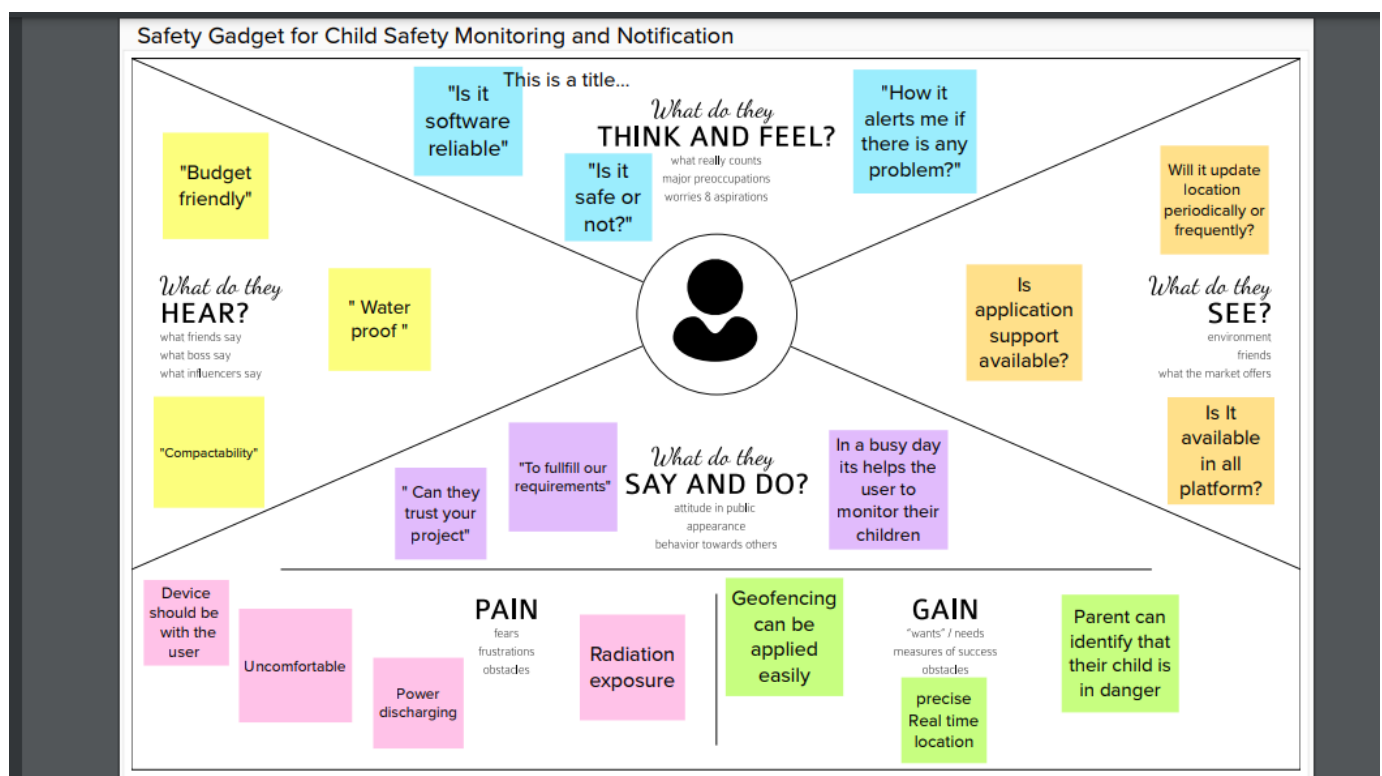 Safety Gadget for Child Safety Monitoring and Notification
This is a title...
"Is it
software
reliable"
What do they
THINK AND FEEL?
what really counts
major preoccupations
worries & aspirations
"Is it
safe or
not?"
"How it
alerts me if
there is any
problem?"
"Budget
friendly"
What do they
HEAR?
what friends say
what boss say
what influencers say
" Water
proof "
"Compactability"
Will it update
location
periodically or
frequently?
Is
application
support
available?
What do they
SEE?
environment
friends
what the market offers
Is It
available
in all
platform?
" Can they
trust your
project"
"To fullfill our
requirements"
What do they
SAY AND DO?
attitude in public
appearance
behavior towards others
In a busy day
its helps the
user to
monitor their
children
Device
should be
with the
user
Uncomfortable
Power
discharging
PAIN
fears
frustrations
obstacles
Radiation
exposure
Geofencing
can be
applied
easily
GAIN
"wants" / needs
measures of success
obstacles
precise
Real time
location
Parent can
identify that
their child is
in danger